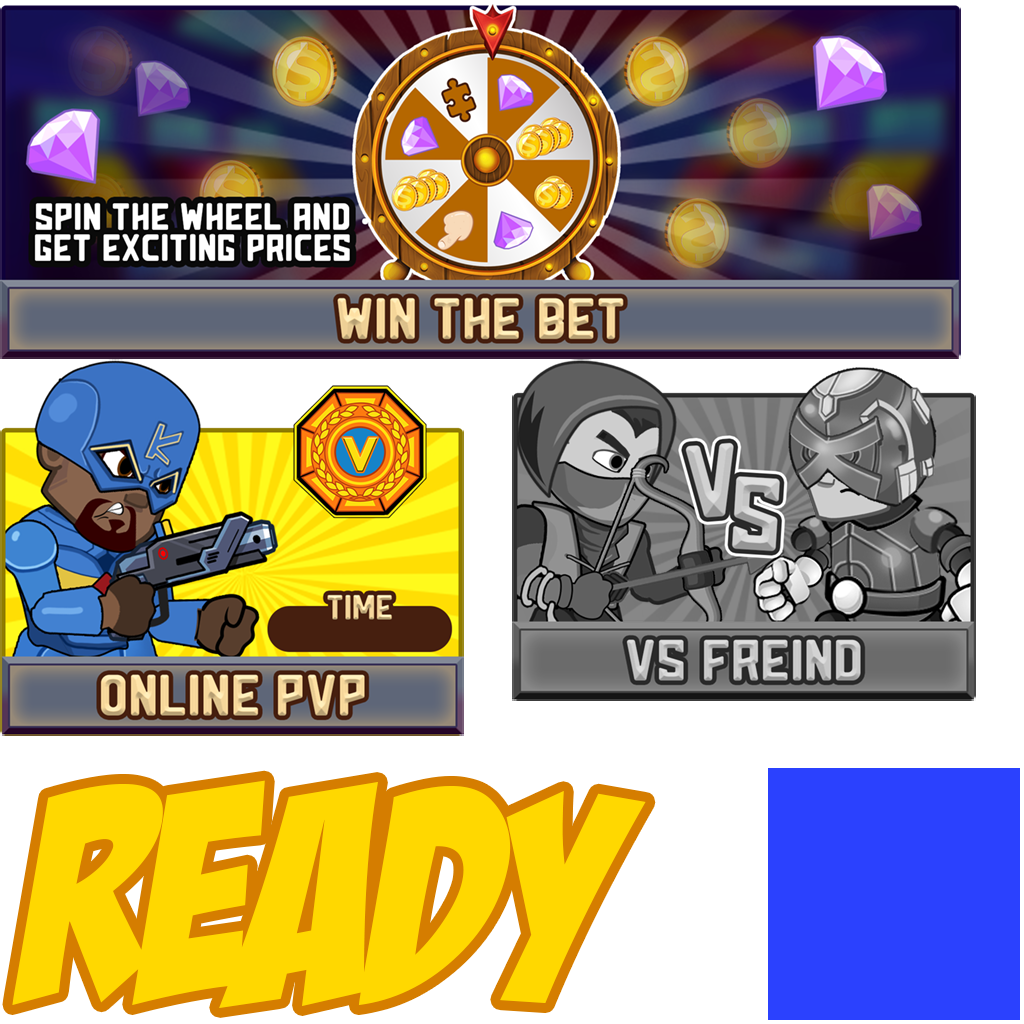 SPIN THE WHEEL AND
GET EXCITING PRICES
WIN THE BET
K
V
TIME
ONLINE PVP
VS
VS FREIND
READY